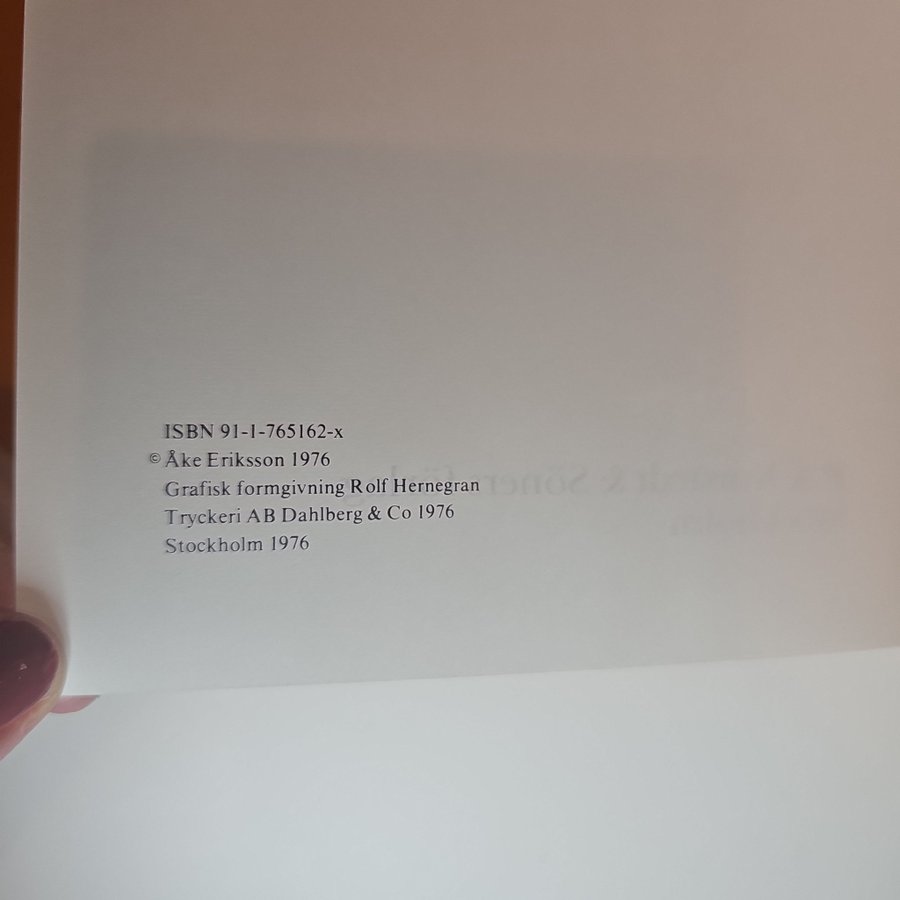 ISBN 91-1-765162-x
© Åke Eriksson 1976
Grafisk formgivning Rolf Hernegran
Tryckeri AB Dahlberg & Co 1976
Stockholm 1976